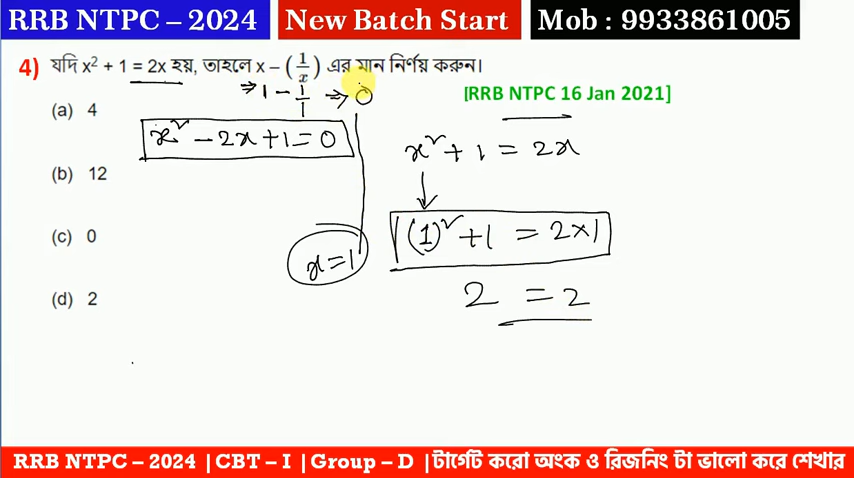 RRB NTPC – 2024 New Batch Start Mob : 9933861005
4) যদি x² + 1 = 2x হয়, তাহলে x – (1/x) এর মান নির্ণয় করুন।
⇒ 1 - 1/1 ⇒ 0
[RRB NTPC 16 Jan 2021]
(a) 4
x² - 2x + 1 = 0
x² + 1 = 2x
(b) 12
(c) 0
(1)² + 1 = 2×1
x = 1
(d) 2
2 = 2
RRB NTPC – 2024 |CBT – I |Group – D |টার্গেট করো অংক ও রিজনিং টা ভালো করে শেখার